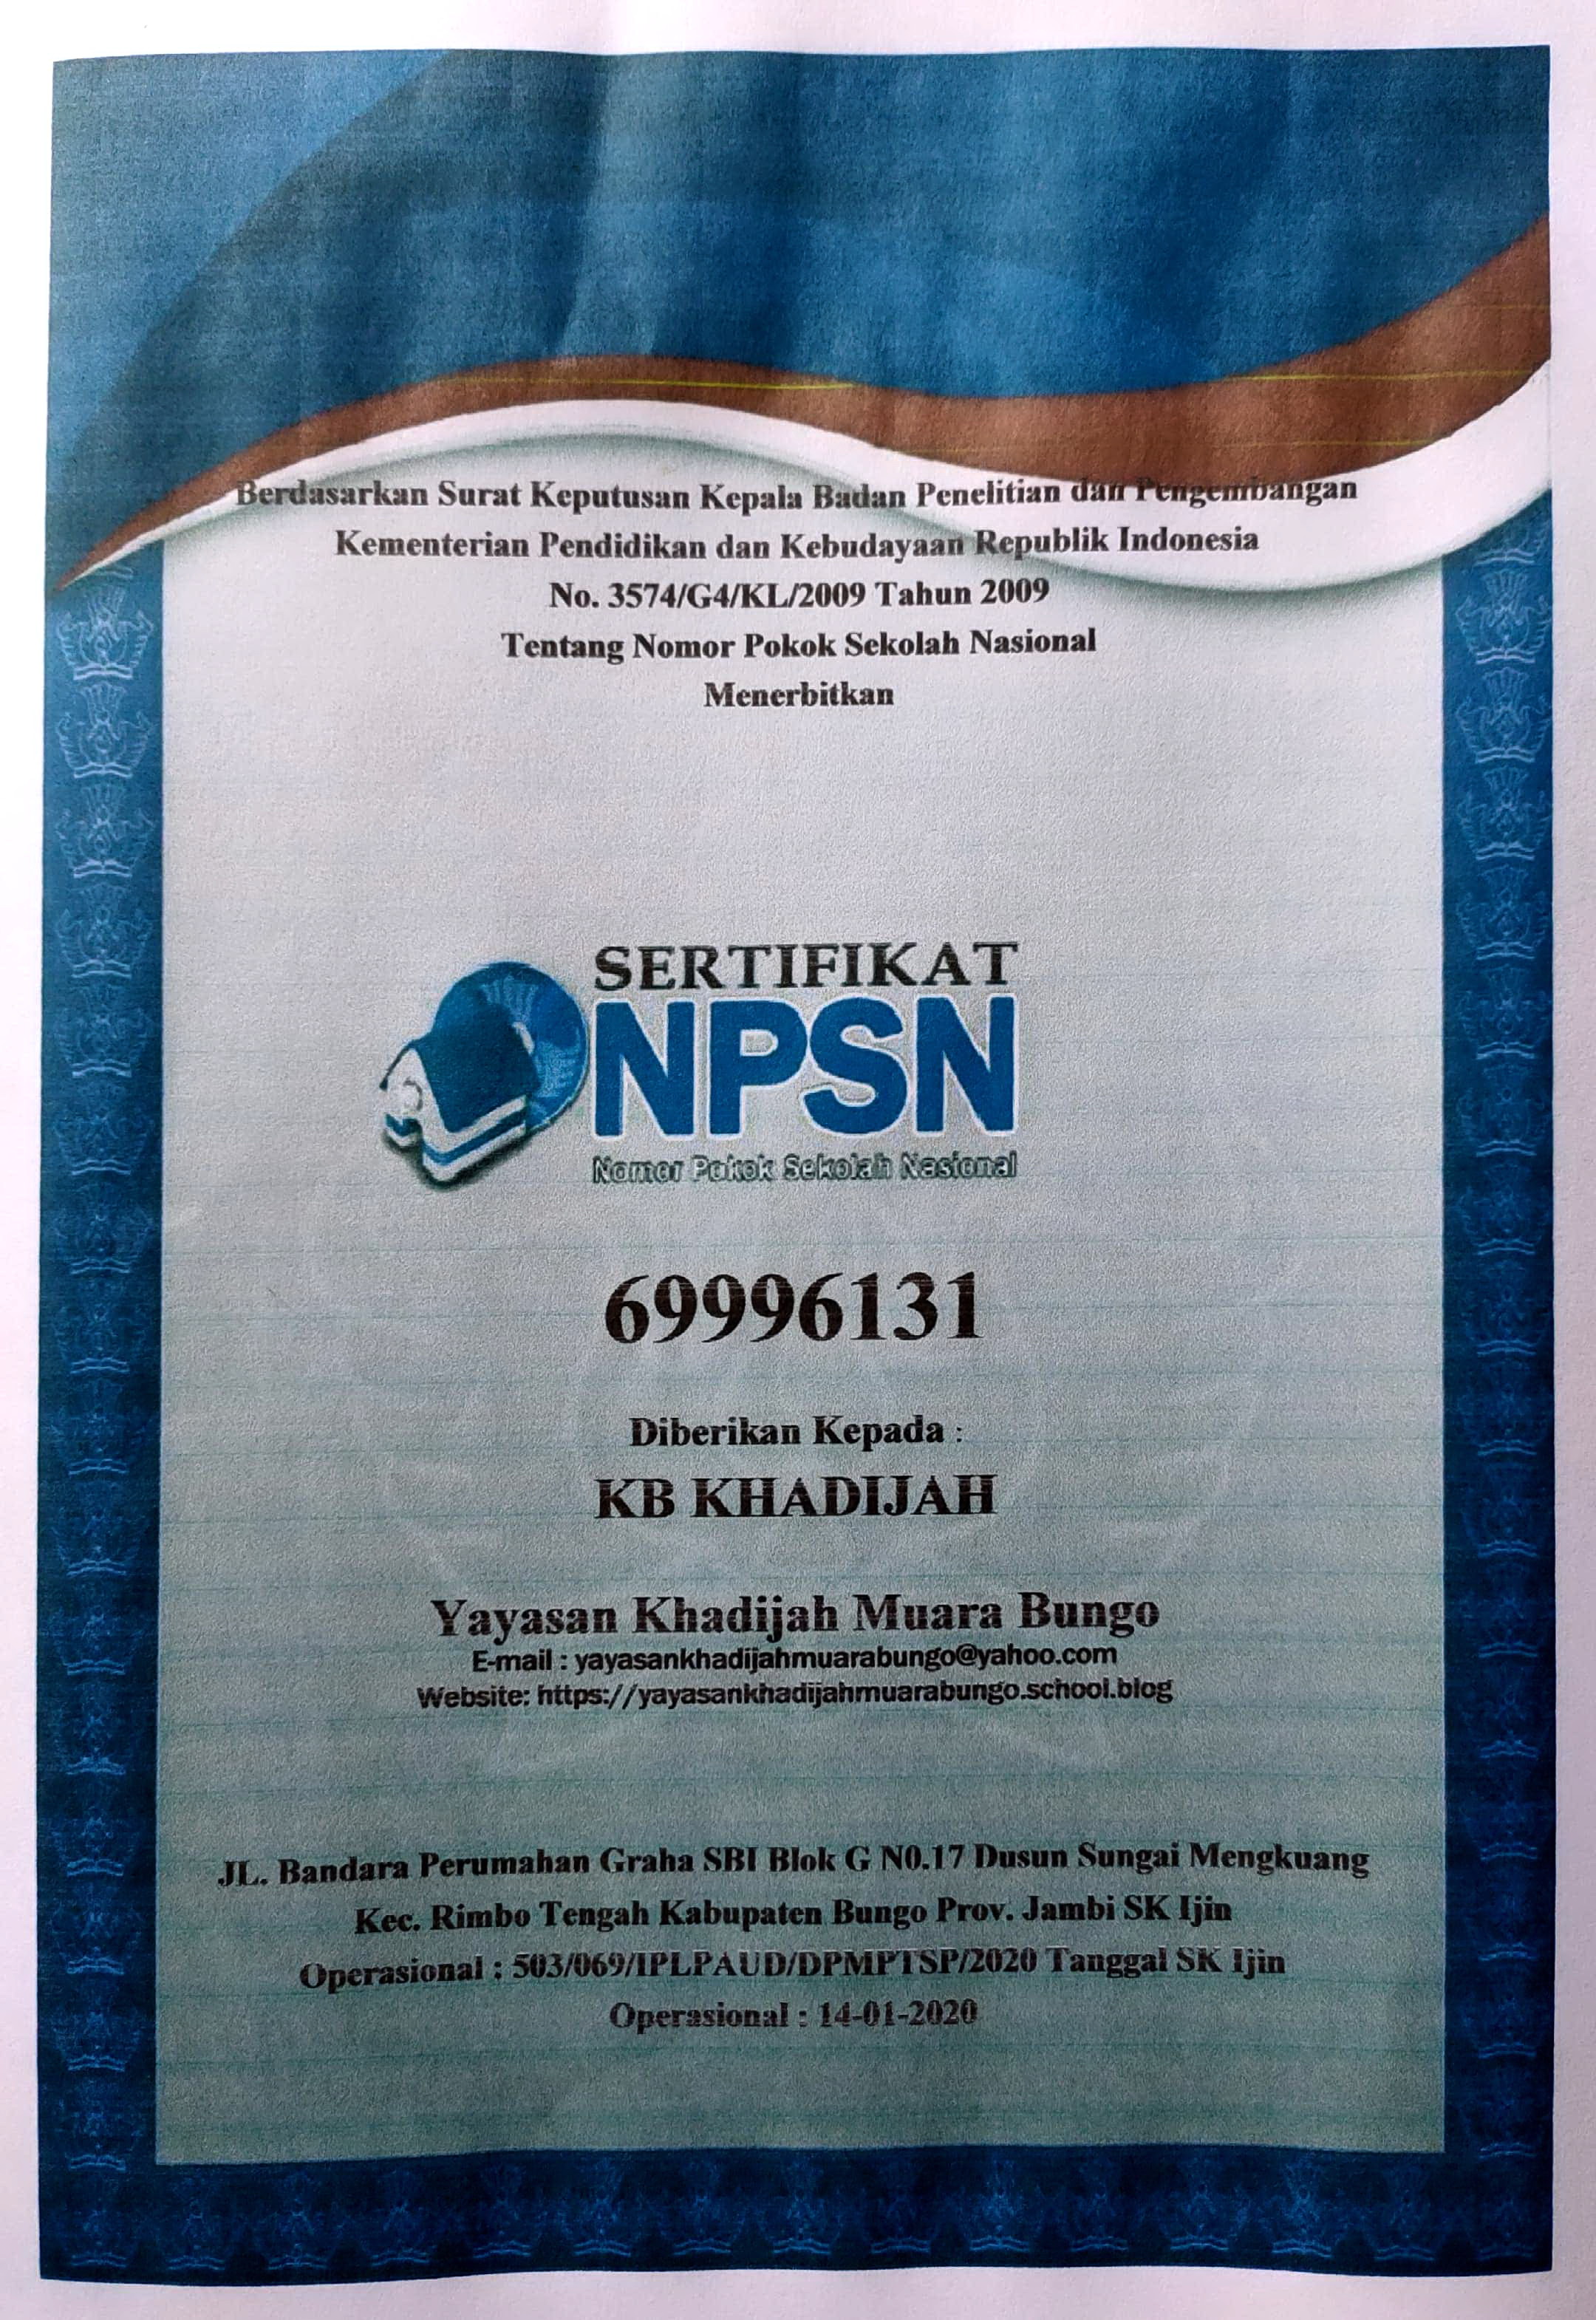 Berdasarkan Surat Keputusan Kepala Badan Penelitian dan Pengembangan
Kementerian Pendidikan dan Kebudayaan Republik Indonesia
No. 3574/G4/KL/2009 Tahun 2009
Tentang Nomor Pokok Sekolah Nasional
Menerbitkan
SERTIFIKAT
NPSN
Nomor Pokok Sekolah Nasional
69996131
Diberikan Kepada :
KB KHADIJAH
Yayasan Khadijah Muara Bungo
E-mail : yayasankhadijahmuarabungo@yahoo.com
Website: https://yayasankhadijahmuarabungo.school.blog
JL. Bandara Perumahan Graha SBI Blok G N0.17 Dusun Sungai Mengkuang
Kec. Rimbo Tengah Kabupaten Bungo Prov. Jambi SK Ijin
Operasional : 503/069/IPLPAUD/DPMPTSP/2020 Tanggal SK Ijin
Operasional : 14-01-2020